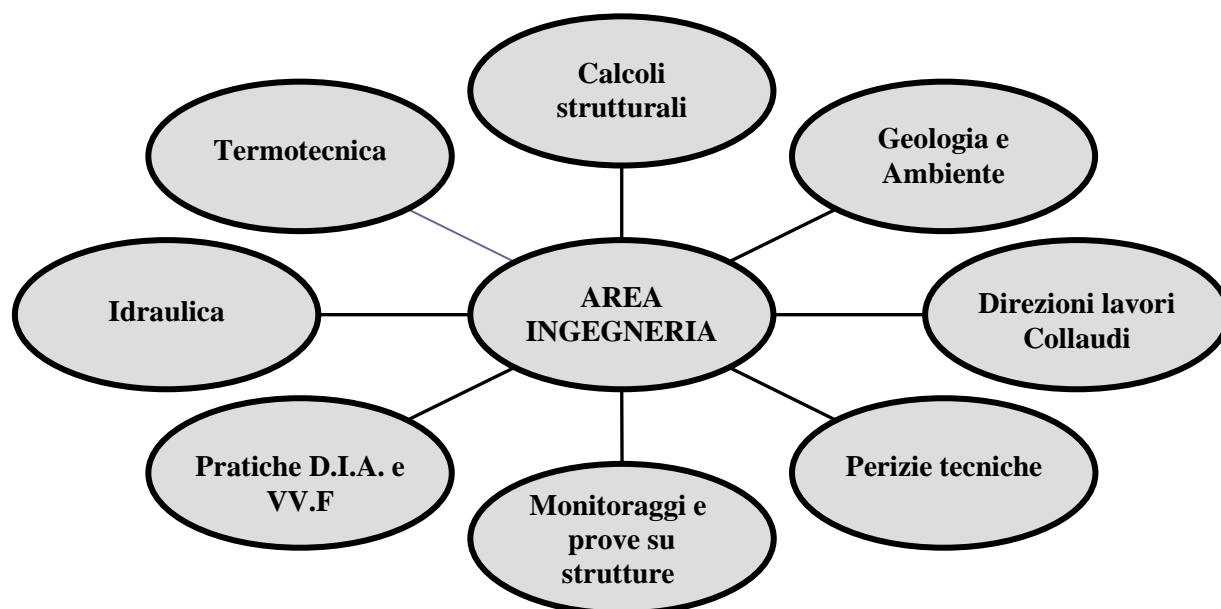 Calcoli
strutturali
Termotecnica
Geologia e
Ambiente
Idraulica
AREA
INGEGNERIA
Direzioni lavori
Collaudi
Pratiche D.I.A. e
VV.F
Monitoraggi e
prove su
strutture
Perizie tecniche